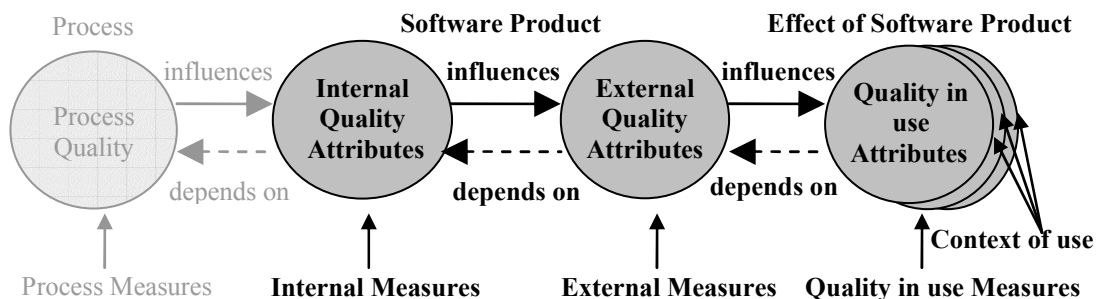 Process
Software Product
Effect of Software Product
influences
influences
influences
Process
Quality
Internal
Quality
Attributes
External
Quality
Attributes
Quality in
use
Attributes
depends on
depends on
depends on
Context of use
Process Measures
Internal Measures
External Measures
Quality in use Measures